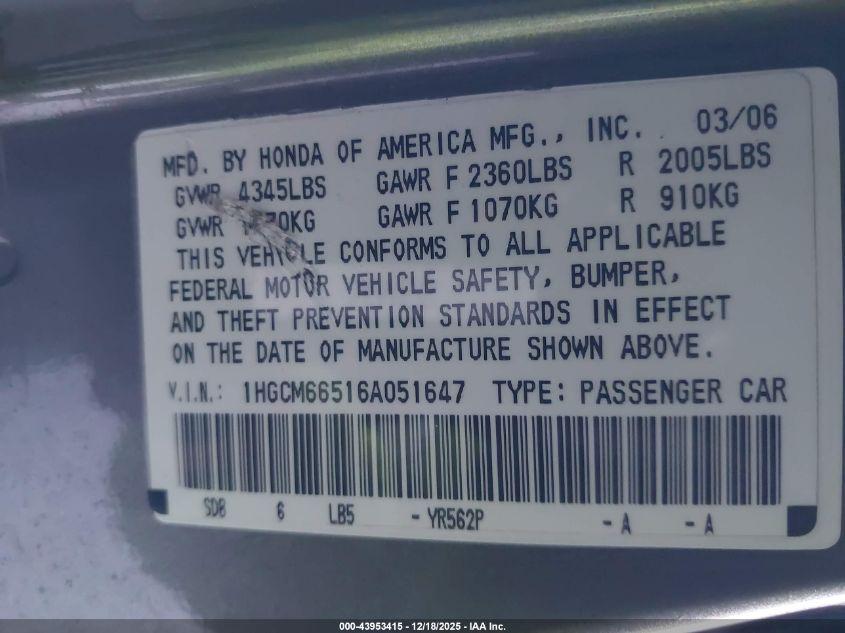 MFD. BY HONDA OF AMERICA MFG., INC. 03/06
GVWR 4345LBS GAWR F 2360LBS R 2005LBS
GVWR GAWR F 1070KG R 910KG
THIS VEHICLE CONFORMS TO ALL APPLICABLE
FEDERAL MOTOR VEHICLE SAFETY, BUMPER,
AND THEFT PREVENTION STANDARDS IN EFFECT
ON THE DATE OF MANUFACTURE SHOWN ABOVE.
V.I.N.: 1HGCM66516A051647 TYPE: PASSENGER CAR
SDB 6 LB5 - YR562P - A - A
000-43953415 - 12/18/2025 - IAA Inc.